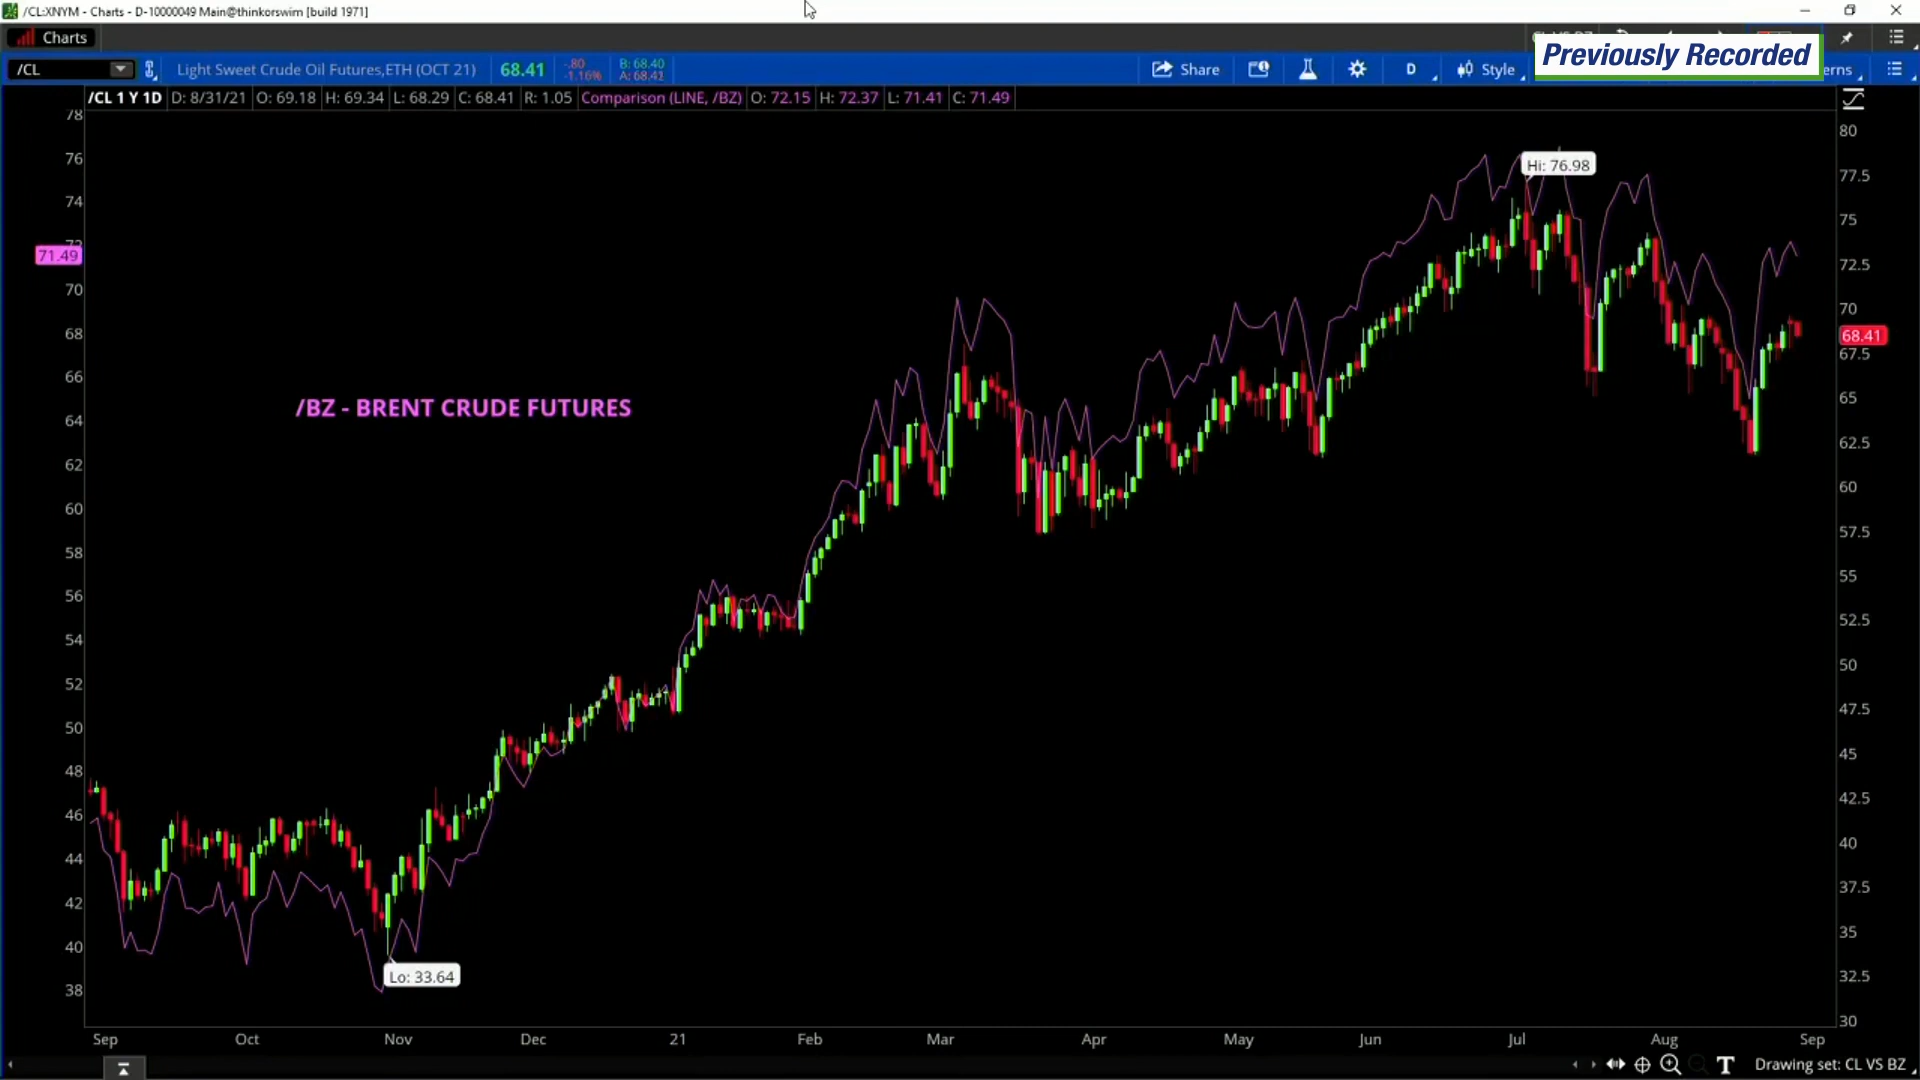 /CL:XNYM - Charts - D-10000049 Main@thinkorswim [build 1971]
Charts
Previously Recorded
/CL
Light Sweet Crude Oil Futures,ETH (OCT 21)
68.41
-.80
-1.16%
B: 68.40
A: 68.42
Share
D
Style
/CL 1 Y 1D
D: 8/31/21
O: 69.18
H: 69.34
L: 68.29
C: 68.41
R: 1.05
Comparison (LINE, /BZ)
O: 72.15
H: 72.37
L: 71.41
C: 71.49
78
76
74
72
71.49
70
68
66
64
62
60
58
56
54
52
50
48
46
44
42
40
38
/BZ - BRENT CRUDE FUTURES
Hi: 76.98
Lo: 33.64
80
77.5
75
72.5
70
68.41
67.5
65
62.5
60
57.5
55
52.5
50
47.5
45
42.5
40
37.5
35
32.5
30
Sep
Oct
Nov
Dec
21
Feb
Mar
Apr
May
Jun
Jul
Aug
Sep
Drawing set: CL VS BZ